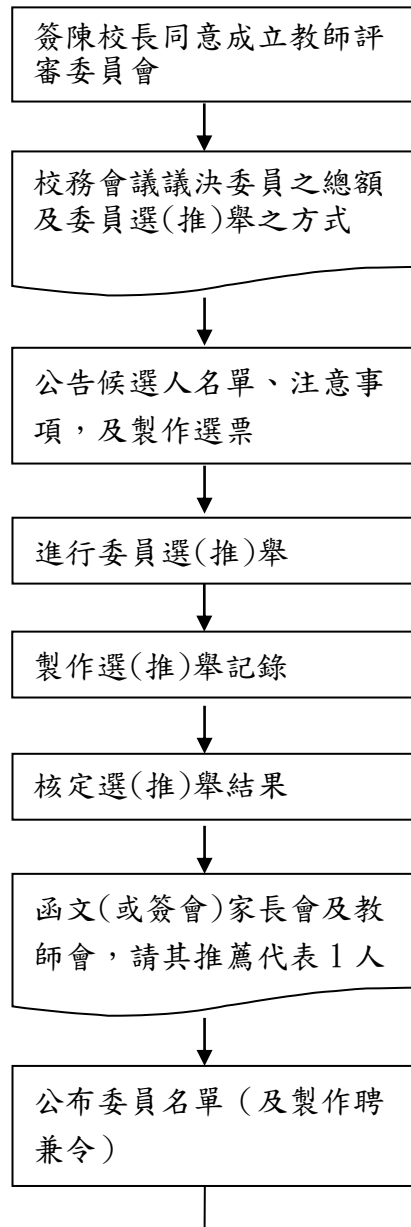 簽陳校長同意成立教師評
審委員會
校務會議議決委員之總額
及委員選(推)舉之方式
公告候選人名單、注意事
項，及製作選票
進行委員選(推)舉
製作選(推)舉記錄
核定選(推)舉結果
函文(或簽會)家長會及教
師會，請其推薦代表1人
公布委員名單（及製作聘
兼令）